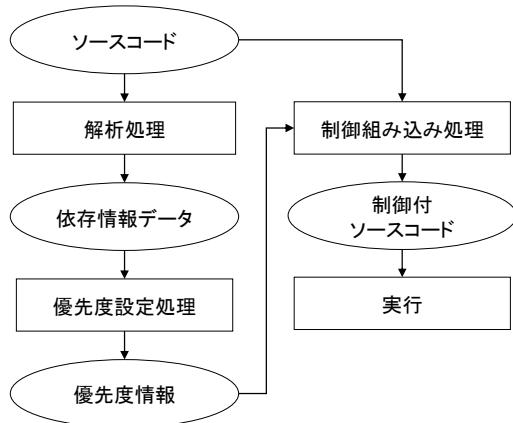 ソースコード
解析処理
依存情報データ
優先度設定処理
優先度情報
制御組み込み処理
制御付
ソースコード
実行